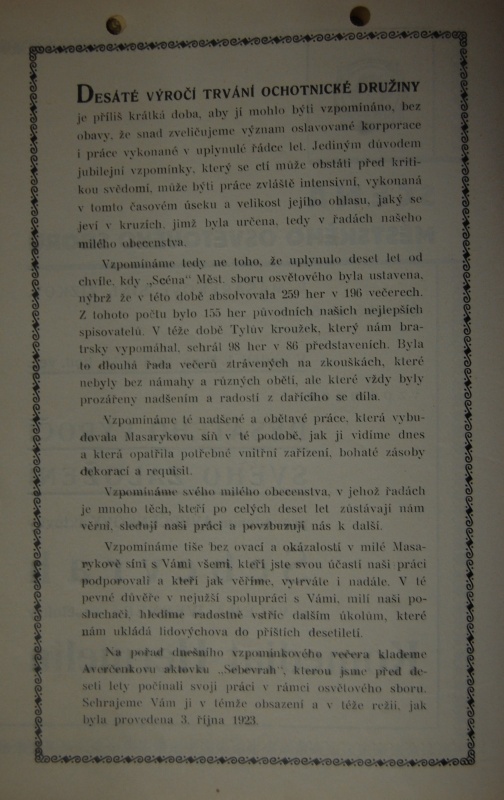 DESÁTÉ VÝROČÍ TRVÁNÍ OCHOTNICKÉ DRUŽINY
je příliš krátká doba, aby jí mohlo býti vzpomínáno, bez
obavy, že snad zveličujeme význam oslavované korporace
i práce vykonané v uplynulé řádce let. Jediným důvodem
jubilejní vzpomínky, který se ctí může obstáti před kriti-
kou svědomí, může býti práce zvláště intensivní, vykonaná
v tomto časovém úseku a velikost jejího ohlasu, jaký se
jeví v kruzích, jimž byla určena, tedy v řadách našeho
milého obecenstva.
Vzpomínáme tedy ne toho, že uplynulo deset let od
chvíle, kdy „Scéna" Měst. sboru osvětového byla ustavena,
nýbrž že v této době absolvovala 259 her v 196 večerech.
Z tohoto počtu bylo 155 her původních našich nejlepších
spisovatelů. V téže době Tylův kroužek, který nám bra-
trsky vypomáhal, sehrál 98 her v 86 představeních. Byla
to dlouhá řada večerů ztrávených na zkouškách, které
nebyly bez námahy a různých obětí, ale které vždy byly
prozářeny nadšením a radostí z dařícího se díla.
Vzpomínáme té nadšené a obětavé práce, která vybu-
dovala Masarykovu síň v té podobě, jak ji vidíme dnes
a která opatřila potřebné vnitřní zařízení, bohaté zásoby
dekorací a requisit.
Vzpomínáme svého milého obecenstva, v jehož řadách
je mnoho těch, kteří po celých deset let zůstávají nám
věrni, sledují naši práci a povzbuzují nás k další.
Vzpomínáme tiše bez ovací a okázalostí v milé Masa-
rykově síni s Vámi všemi, kteří jste svou účastí naši práci
podporovali a kteří jak věříme, vytrváte i nadále. V té
pevné důvěře v nejužší spolupráci s Vámi, milí naši po-
sluchači, hledíme radostně vstříc dalším úkolům, které
nám ukládá lidovýchova do příštích desetiletí.
Na pořad dnešního vzpomínkového večera klademe
Averčenkovu aktovku „Sebevrah", kterou jsme před de-
seti lety počínali svoji práci v rámci osvětového sboru.
Sehrajeme Vám ji v témže obsazení a v téže režii, jak
byla provedena 3. října 1923.